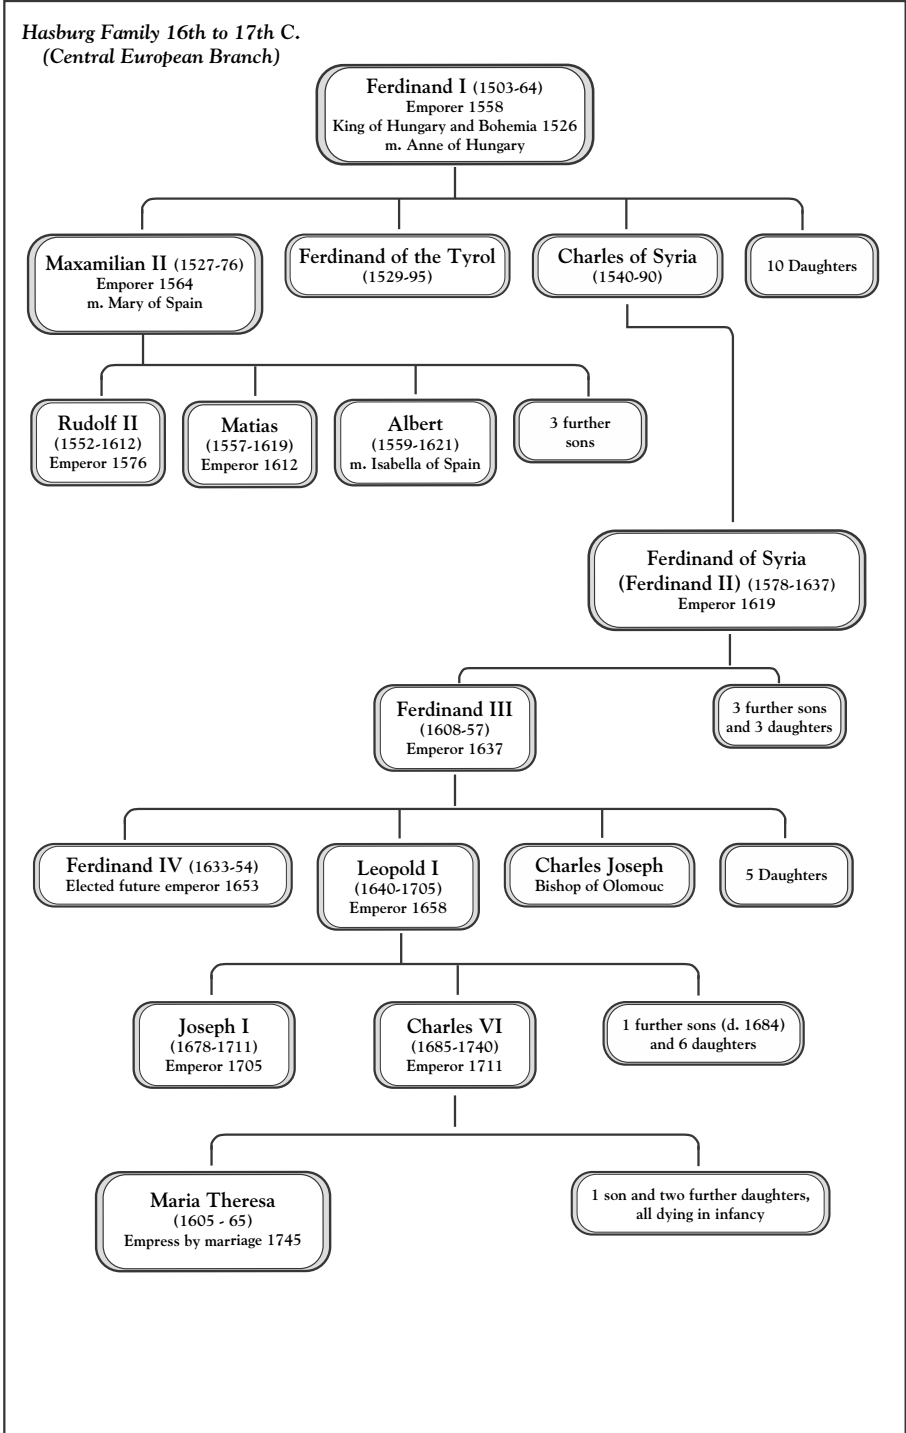 Hasburg Family 16th to 17th C.
(Central European Branch)
Ferdinand I (1503-64)
Emporer 1558
King of Hungary and Bohemia 1526
m. Anne of Hungary
Maxamilian II (1527-76)
Emporer 1564
m. Mary of Spain
Ferdinand of the Tyrol
(1529-95)
Charles of Syria
(1540-90)
10 Daughters
Rudolf II
(1552-1612)
Emperor 1576
Matias
(1557-1619)
Emperor 1612
Albert
(1559-1621)
m. Isabella of Spain
3 further
sons
Ferdinand of Syria
(Ferdinand II) (1578-1637)
Emperor 1619
Ferdinand III
(1608-57)
Emperor 1637
3 further sons
and 3 daughters
Ferdinand IV (1633-54)
Elected future emperor 1653
Leopold I
(1640-1705)
Emperor 1658
Charles Joseph
Bishop of Olomouc
5 Daughters
Joseph I
(1678-1711)
Emperor 1705
Charles VI
(1685-1740)
Emperor 1711
1 further sons (d. 1684)
and 6 daughters
Maria Theresa
(1605 - 65)
Empress by marriage 1745
1 son and two further daughters,
all dying in infancy